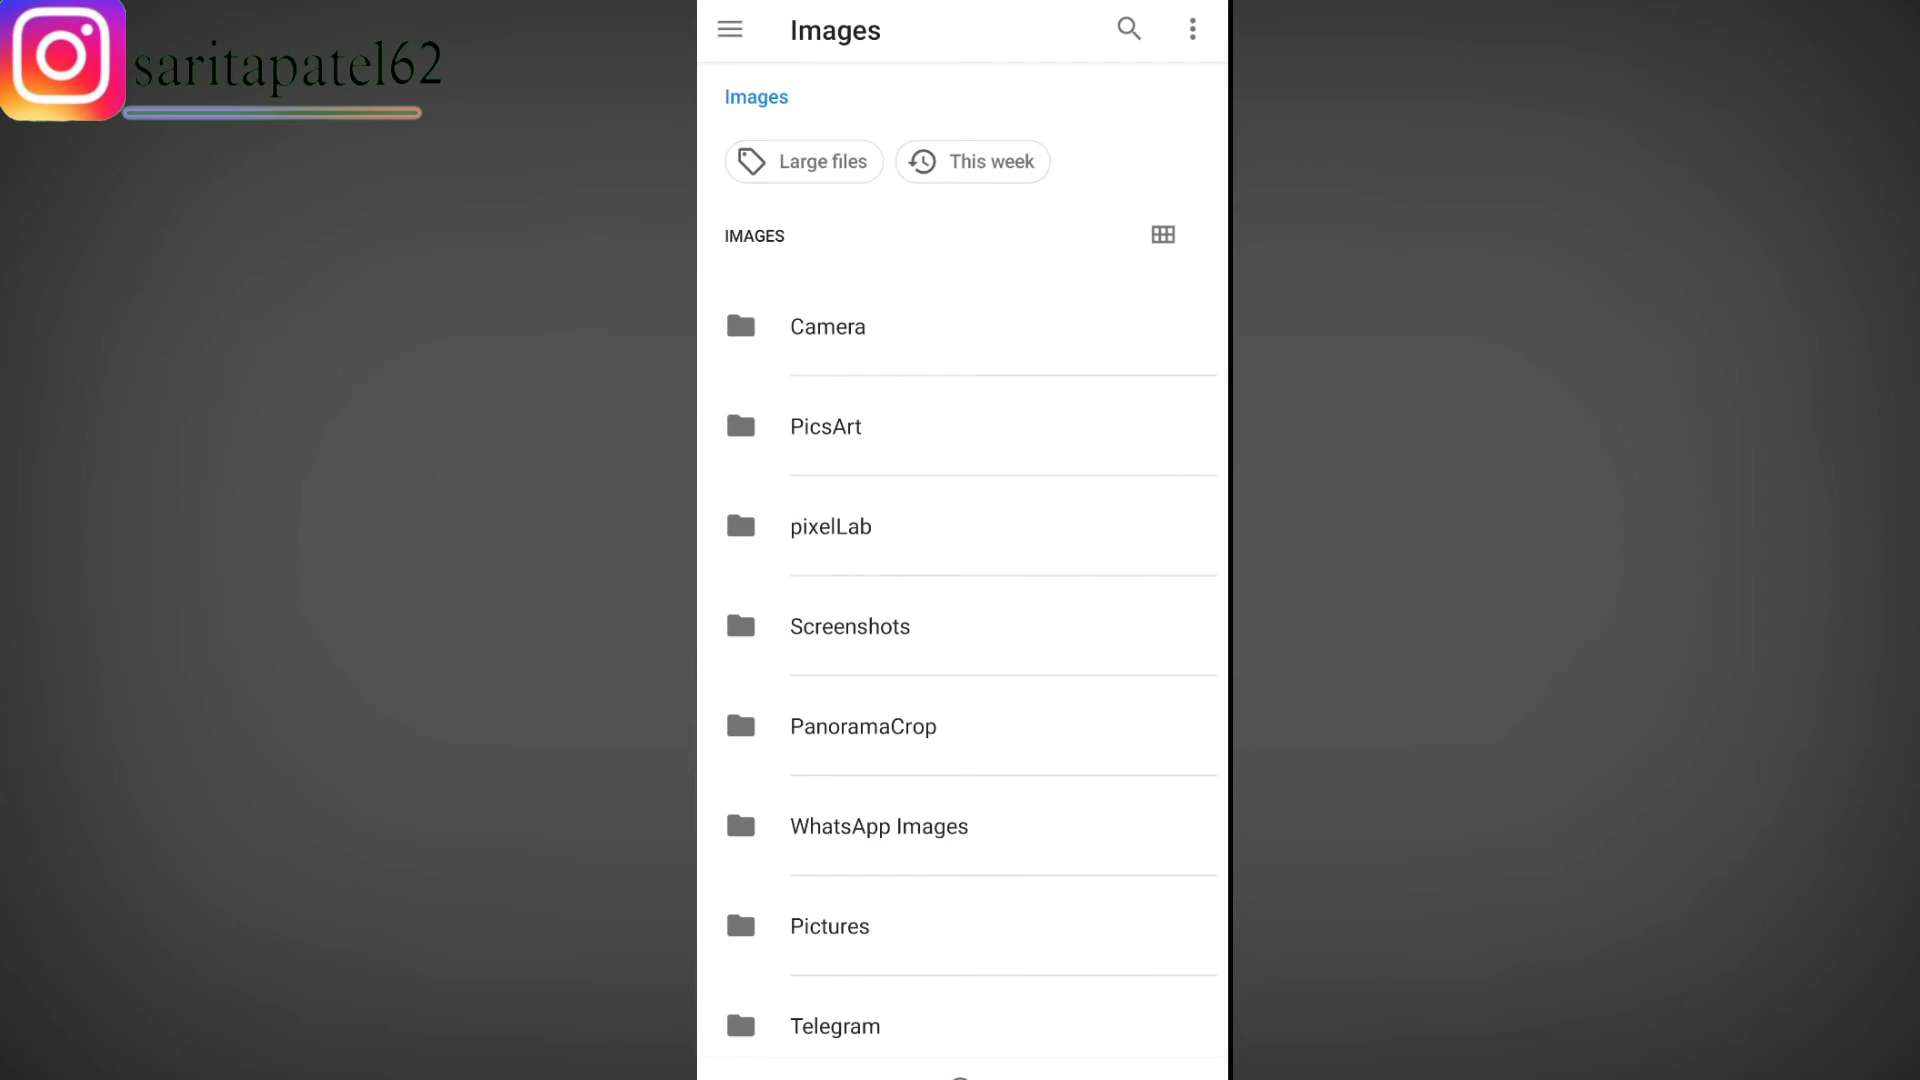 saritapatel62
Images
Images
Large files
This week
IMAGES
Camera
PicsArt
pixelLab
Screenshots
PanoramaCrop
WhatsApp Images
Pictures
Telegram